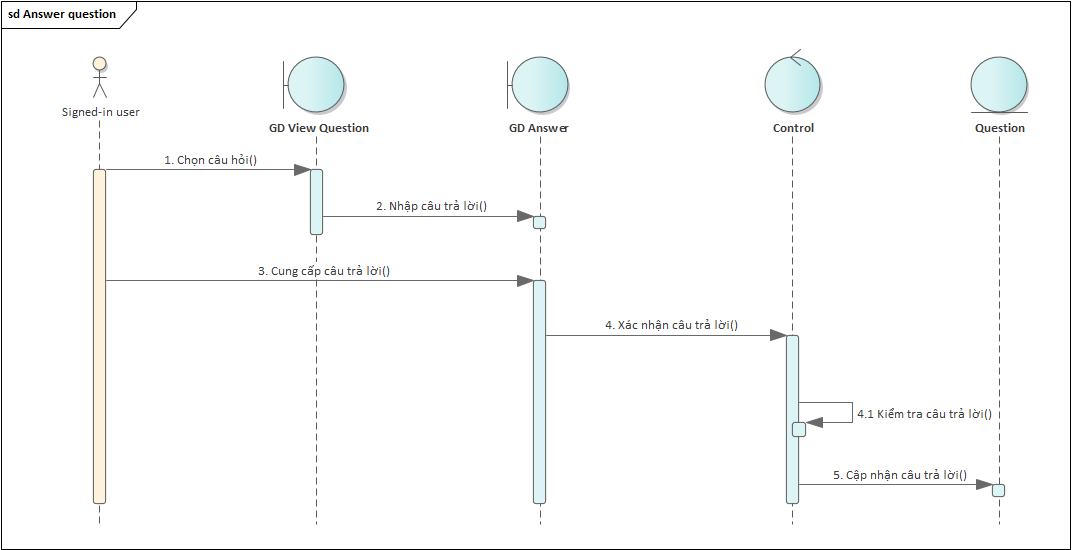 sd Answer question
Signed-in user
GD View Question
GD Answer
Control
Question
1. Chọn câu hỏi()
2. Nhập câu trả lời()
3. Cung cấp câu trả lời()
4. Xác nhận câu trả lời()
4.1 Kiểm tra câu trả lời()
5. Cập nhận câu trả lời()